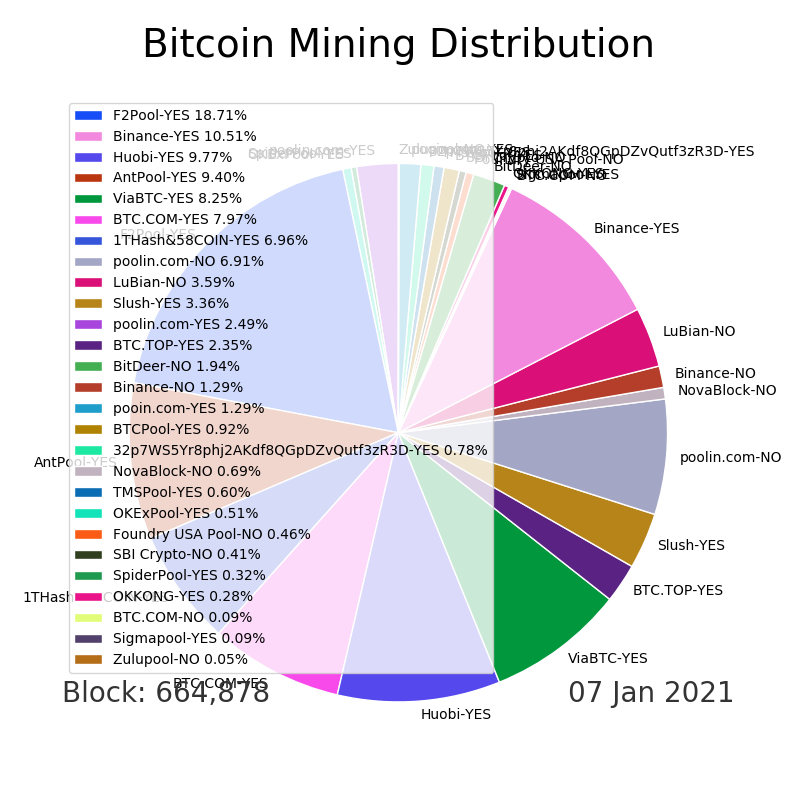 Bitcoin Mining Distribution
F2Pool-YES 18.71%
Binance-YES 10.51%
Huobi-YES 9.77%
AntPool-YES 9.40%
ViaBTC-YES 8.25%
BTC.COM-YES 7.97%
1THash&58COIN-YES 6.96%
poolin.com-NO 6.91%
LuBian-NO 3.59%
Slush-YES 3.36%
poolin.com-YES 2.49%
BTC.TOP-YES 2.35%
BitDeer-NO 1.94%
Binance-NO 1.29%
pooin.com-YES 1.29%
BTCPool-YES 0.92%
32p7WS5Yr8phj2AKdf8QGpDZvQutf3zR3D-YES 0.78%
NovaBlock-NO 0.69%
TMSPool-YES 0.60%
OKExPool-YES 0.51%
Foundry USA Pool-NO 0.46%
SBI Crypto-NO 0.41%
SpiderPool-YES 0.32%
OKKONG-YES 0.28%
BTC.COM-NO 0.09%
Sigmapool-YES 0.09%
Zulupool-NO 0.05%
poolin.com-YES
F2Pool-YES
AntPool-YES
BTC.COM-YES
Huobi-YES
ViaBTC-YES
BTC.TOP-YES
Slush-YES
poolin.com-NO
NovaBlock-NO
Binance-NO
LuBian-NO
Binance-YES
BitDeer-NO
Block: 664,878
07 Jan 2021